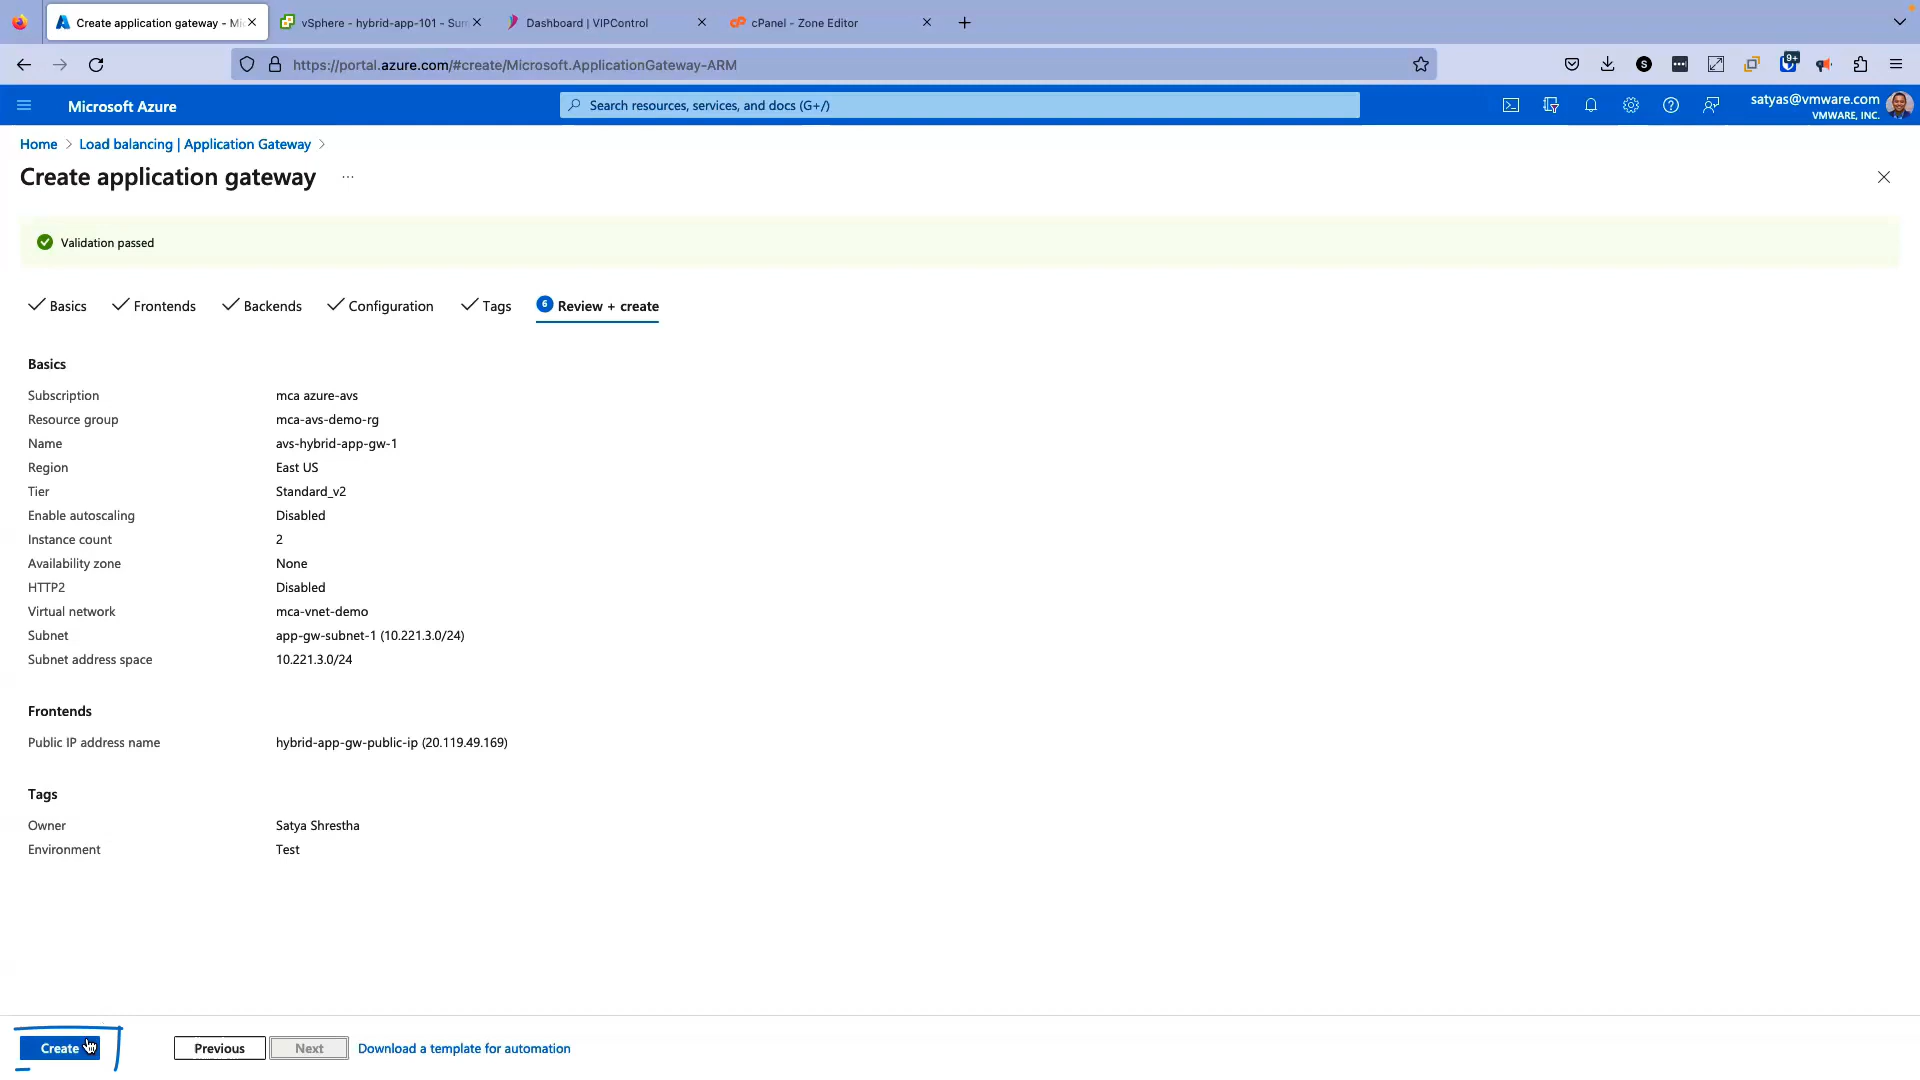 Create application gateway - Mi
vSphere - hybrid-app-101 - Sum
Dashboard | VIPControl
cPanel - Zone Editor
https://portal.azure.com/#create/Microsoft.ApplicationGateway-ARM
S
9+
Microsoft Azure
Search resources, services, and docs (G+/)
satyas@vmware.com
VMWARE, INC.
Home > Load balancing | Application Gateway >
Create application gateway ...
Validation passed
Basics
Frontends
Backends
Configuration
Tags
6 Review + create
Basics
Subscription mca azure-avs
Resource group mca-avs-demo-rg
Name avs-hybrid-app-gw-1
Region East US
Tier Standard_v2
Enable autoscaling Disabled
Instance count 2
Availability zone None
HTTP2 Disabled
Virtual network mca-vnet-demo
Subnet app-gw-subnet-1 (10.221.3.0/24)
Subnet address space 10.221.3.0/24
Frontends
Public IP address name hybrid-app-gw-public-ip (20.119.49.169)
Tags
Owner Satya Shrestha
Environment Test
Create
Previous
Next
Download a template for automation